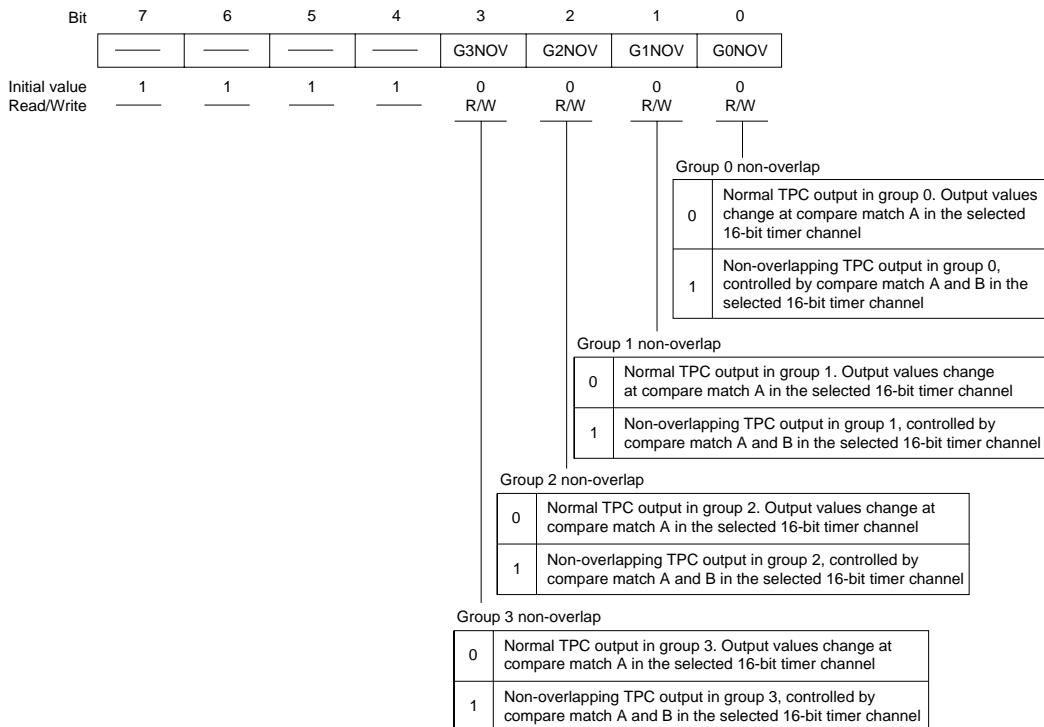 Bit 7 6 5 4 3 2 1 0
G3NOV G2NOV G1NOV G0NOV
Initial value 1 1 1 1 0 0 0 0
Read/Write R/W R/W R/W R/W
Group 0 non-overlap
0 Normal TPC output in group 0. Output values
change at compare match A in the selected
16-bit timer channel
1 Non-overlapping TPC output in group 0,
controlled by compare match A and B in the
selected 16-bit timer channel
Group 1 non-overlap
0 Normal TPC output in group 1. Output values change
at compare match A in the selected 16-bit timer channel
1 Non-overlapping TPC output in group 1, controlled by
compare match A and B in the selected 16-bit timer channel
Group 2 non-overlap
0 Normal TPC output in group 2. Output values change at
compare match A in the selected 16-bit timer channel
1 Non-overlapping TPC output in group 2, controlled by
compare match A and B in the selected 16-bit timer channel
Group 3 non-overlap
0 Normal TPC output in group 3. Output values change at
compare match A in the selected 16-bit timer channel
1 Non-overlapping TPC output in group 3, controlled by
compare match A and B in the selected 16-bit timer channel